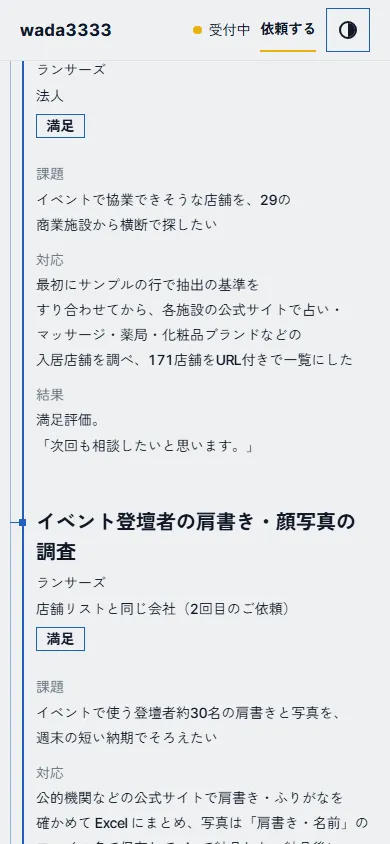 wada3333
受付中
依頼する
ランサーズ
法人
満足
課題
イベントで協業できそうな店舗を、29の
商業施設から横断で探したい
対応
最初にサンプルの行で抽出の基準を
すり合わせてから、各施設の公式サイトで占い・
マッサージ・薬局・化粧品ブランドなどの
入居店舗を調べ、171店舗をURL付きで一覧にした
結果
満足評価。
「次回も相談したいと思います。」
イベント登壇者の肩書き・顔写真の
調査
ランサーズ
店舗リストと同じ会社（2回目のご依頼）
満足
課題
イベントで使う登壇者約30名の肩書きと写真を、
週末の短い納期でそろえたい
対応
公的機関などの公式サイトで肩書き・ふりがなを
確かめて Excel にまとめ、写真は「肩書き・名前」の